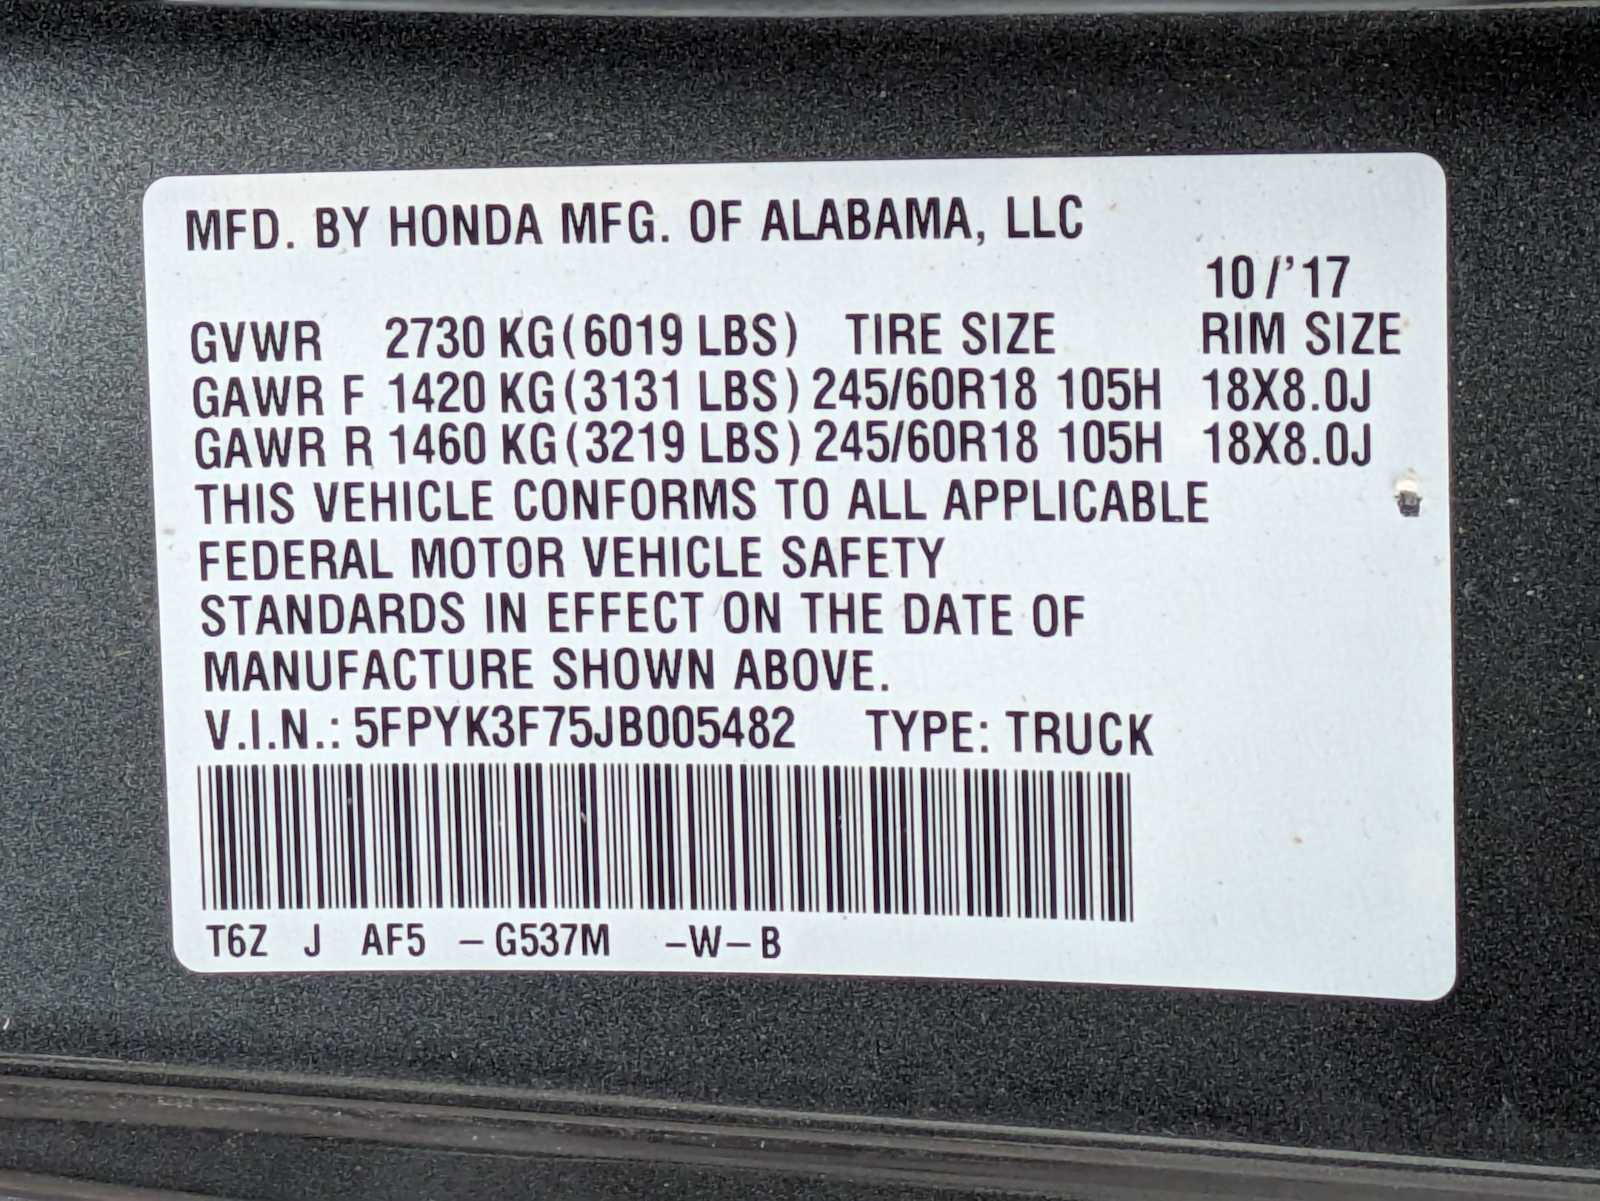 MFD. BY HONDA MFG. OF ALABAMA, LLC
10/'17
GVWR 2730 KG (6019 LBS) TIRE SIZE RIM SIZE
GAWR F 1420 KG (3131 LBS) 245/60R18 105H 18X8.0J
GAWR R 1460 KG (3219 LBS) 245/60R18 105H 18X8.0J
THIS VEHICLE CONFORMS TO ALL APPLICABLE
FEDERAL MOTOR VEHICLE SAFETY
STANDARDS IN EFFECT ON THE DATE OF
MANUFACTURE SHOWN ABOVE.
V.I.N.: 5FPYK3F75JB005482 TYPE: TRUCK
T6Z J AF5 – G537M –W–B